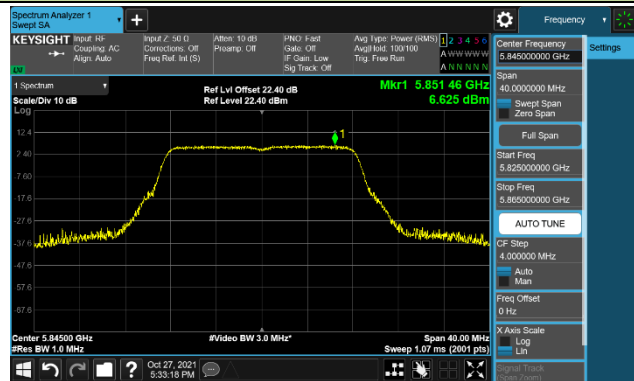 Spectrum Analyzer 1
Swept SA
Frequency
KEYSIGHT
Input: RF
Coupling: AC
Align: Auto
Input Z: 50 Ω
Corrections: Off
Freq Ref: Int (S)
Atten: 10 dB
Preamp: Off
PNO: Fast
Gate: Off
IF Gain: Low
Sig Track: Off
Avg Type: Power (RMS)
Avg|Hold: 100/100
Trig: Free Run
1 2 3 4 5 6
A W W W W W
A N N N N N
LW
1 Spectrum
Scale/Div 10 dB
Log
Ref Lvl Offset 22.40 dB
Ref Level 22.40 dBm
Mkr1 5.851 46 GHz
6.625 dBm
1
12.4
2.40
-7.60
-17.6
-27.6
-37.6
-47.6
-57.6
-67.6
Center 5.84500 GHz
#Res BW 1.0 MHz
#Video BW 3.0 MHz*
Span 40.00 MHz
Sweep 1.07 ms (2001 pts)
Oct 27, 2021
5:33:18 PM
Center Frequency
5.845000000 GHz
Settings
Span
40.0000000 MHz
Swept Span
Zero Span
Full Span
Start Freq
5.825000000 GHz
Stop Freq
5.865000000 GHz
AUTO TUNE
CF Step
4.000000 MHz
Auto
Man
Freq Offset
0 Hz
X Axis Scale
Log
Lin
Signal Track
(Span Zoom)